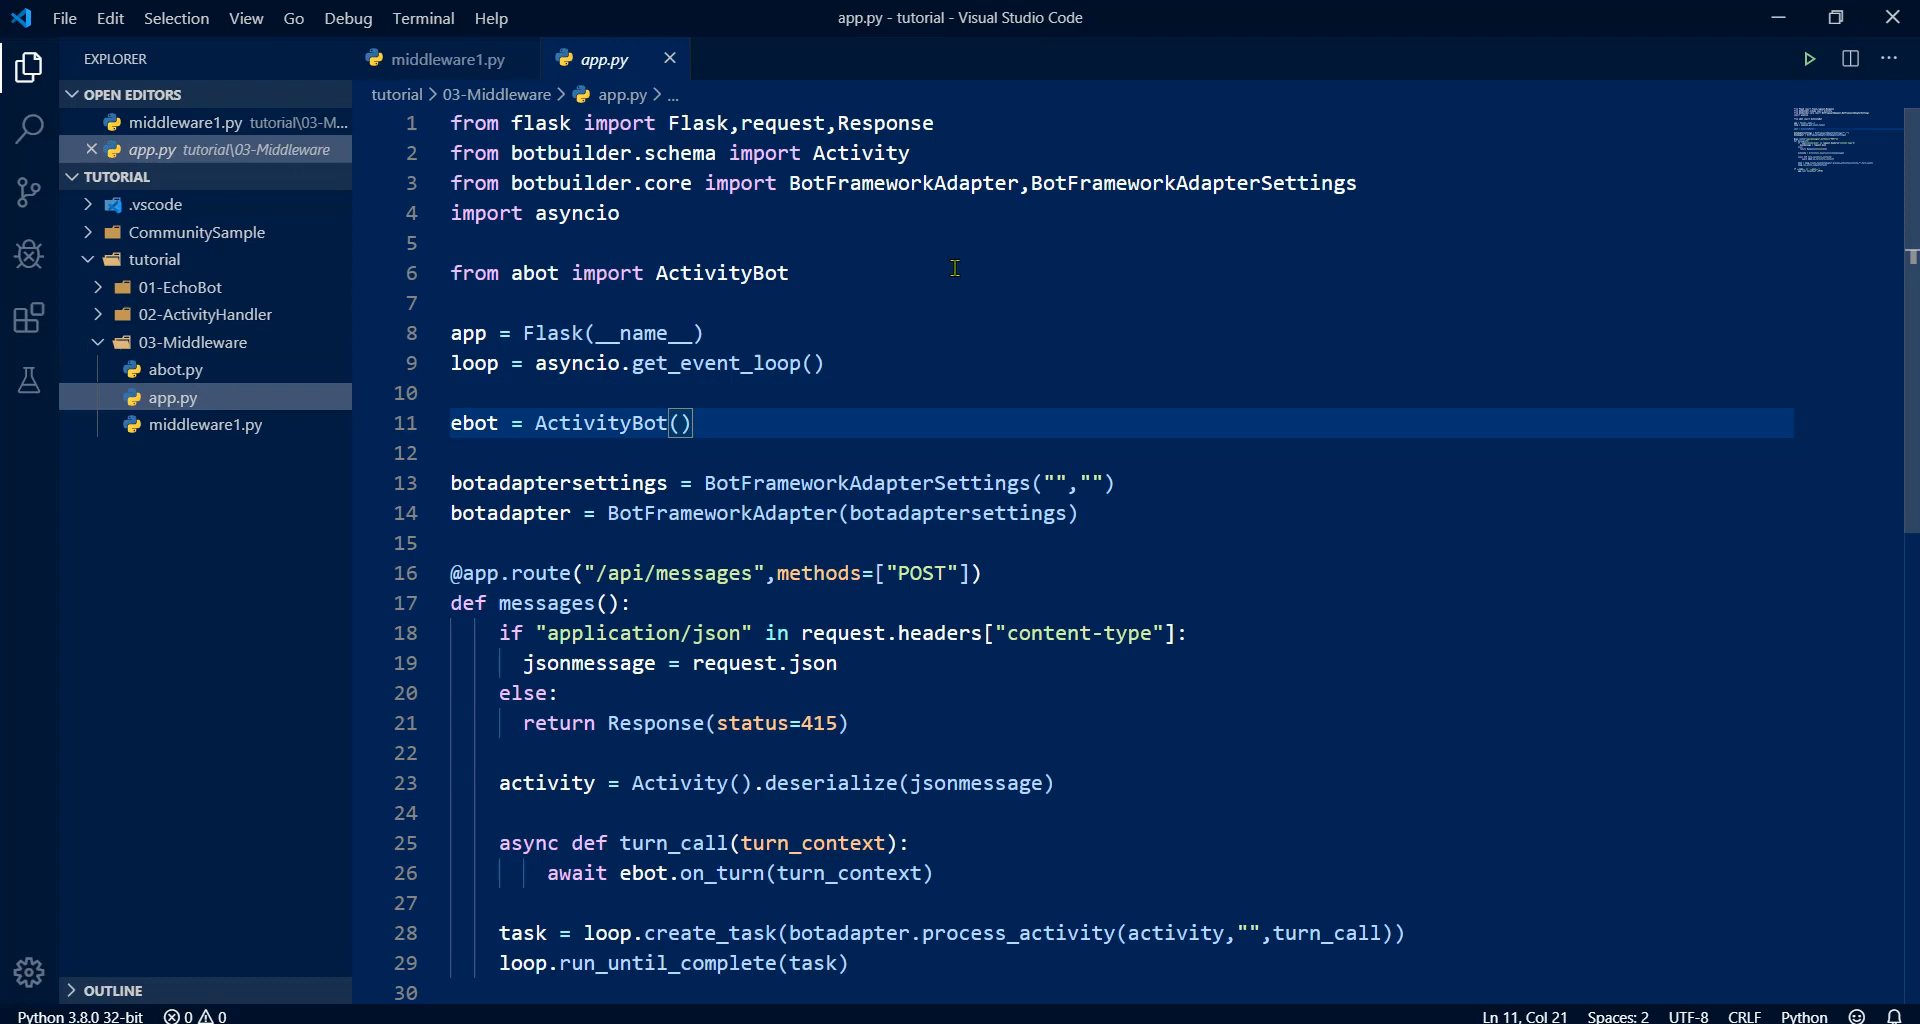 File Edit Selection View Go Debug Terminal Help
app.py - tutorial - Visual Studio Code
EXPLORER
OPEN EDITORS
middleware1.py tutorial\03-M...
app.py tutorial\03-Middleware
TUTORIAL
.vscode
CommunitySample
tutorial
01-EchoBot
02-ActivityHandler
03-Middleware
abot.py
app.py
middleware1.py
OUTLINE
middleware1.py
app.py
tutorial > 03-Middleware > app.py > ...
1 from flask import Flask,request,Response
2 from botbuilder.schema import Activity
3 from botbuilder.core import BotFrameworkAdapter,BotFrameworkAdapterSettings
4 import asyncio
5
6 from abot import ActivityBot
7
8 app = Flask(__name__)
9 loop = asyncio.get_event_loop()
10
11 ebot = ActivityBot()
12
13 botadaptersettings = BotFrameworkAdapterSettings("","")
14 botadapter = BotFrameworkAdapter(botadaptersettings)
15
16 @app.route("/api/messages",methods=["POST"])
17 def messages():
18 if "application/json" in request.headers["content-type"]:
19 jsonmessage = request.json
20 else:
21 return Response(status=415)
22
23 activity = Activity().deserialize(jsonmessage)
24
25 async def turn_call(turn_context):
26 await ebot.on_turn(turn_context)
27
28 task = loop.create_task(botadapter.process_activity(activity,"",turn_call))
29 loop.run_until_complete(task)
30
Python 3.8.0 32-bit 0 0
Ln 11, Col 21 Spaces: 2 UTF-8 CRLF Python